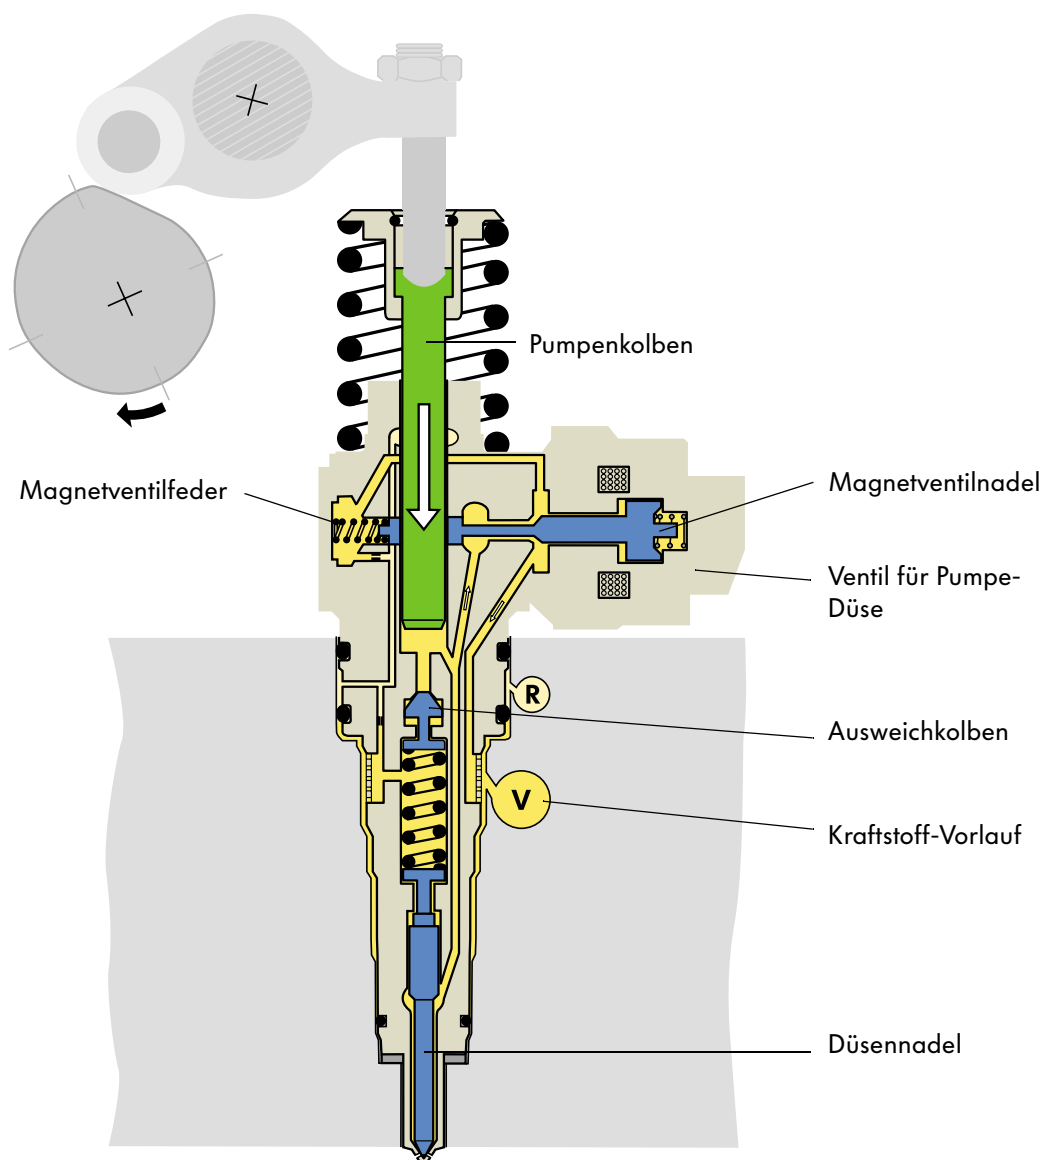 Pumpenkolben
Magnetventilfeder
Magnetventilnadel
Ventil für Pumpe-
Düse
R
Ausweichkolben
V
Kraftstoff-Vorlauf
Düsennadel